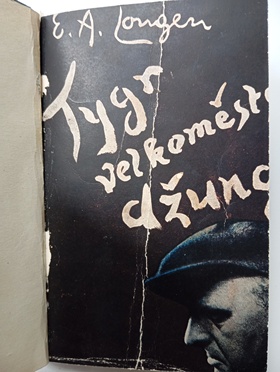 E. A. Longen
Tygr
velkoměst
džung